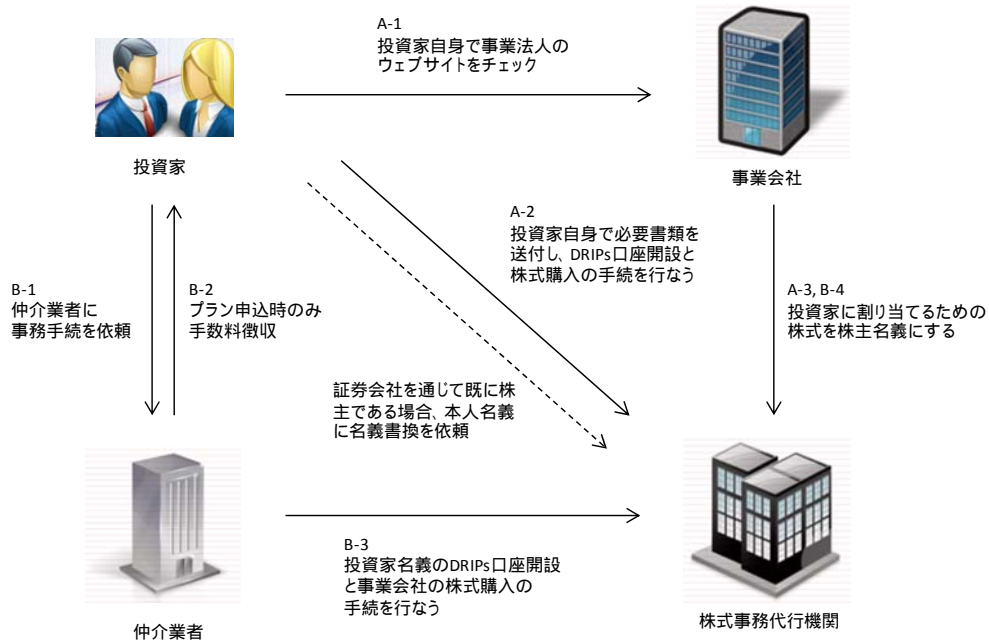 A-1
投資家自身で事業法人の
ウェブサイトをチェック
投資家
事業会社
A-2
投資家自身で必要書類を
送付し、DRIPs口座開設と
株式購入の手続を行なう
B-1
仲介業者に
事務手続を依頼
B-2
プラン申込時のみ
手数料徴収
A-3, B-4
投資家に割り当てるための
株式を株主名義にする
証券会社を通じて既に株
主である場合、本人名義
に名義書換を依頼
B-3
投資家名義のDRIPs口座開設
と事業会社の株式購入の
手続を行なう
仲介業者
株式事務代行機関